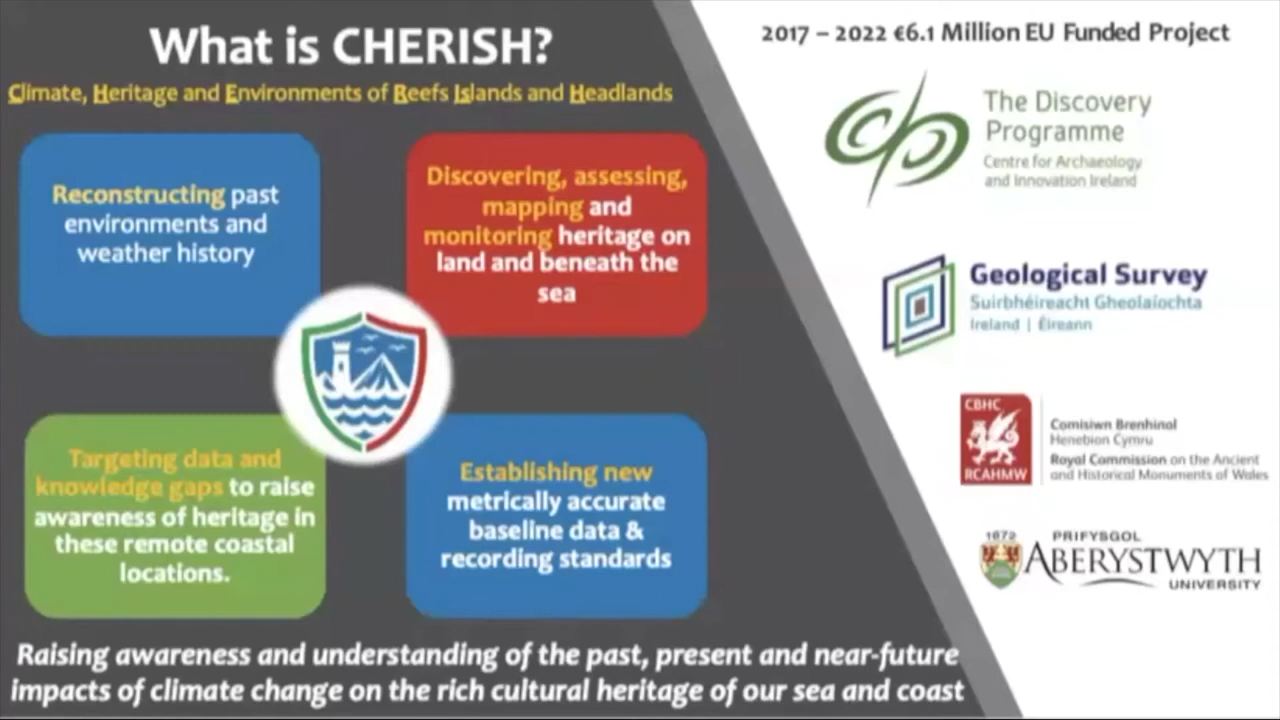 What is CHERISH?
Climate, Heritage and Environments of Reefs Islands and Headlands
Reconstructing past
environments and
weather history
Discovering, assessing,
mapping and
monitoring heritage on
land and beneath the
sea
Targeting data and
knowledge gaps to raise
awareness of heritage in
these remote coastal
locations.
Establishing new
metrically accurate
baseline data &
recording standards
Raising awareness and understanding of the past, present and near-future
impacts of climate change on the rich cultural heritage of our sea and coast
2017 – 2022 €6.1 Million EU Funded Project
The Discovery
Programme
Centre for Archaeology
and Innovation Ireland
Geological Survey
Suirbhéireacht Gheolaíochta
Ireland | Éireann
CBHC
RCAHMW
Comisiwn Brenhinol
Henebion Cymru
Royal Commission on the Ancient
and Historical Monuments of Wales
1872
PRIFYSGOL
ABERYSTWYTH
UNIVERSITY